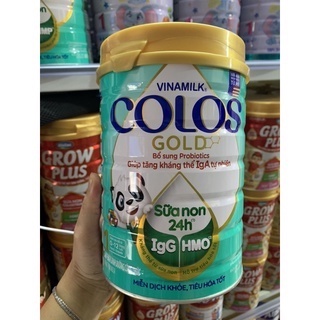 VINAMILK
COLOS
GOLD
Bổ sung Probiotics
Giúp tăng kháng thể IgA tự nhiên
Sữa non
24h
IgG HMO
MIỄN DỊCH KHỎE, TIÊU HÓA TỐT
GROW
PLUS
GROW
PLUS